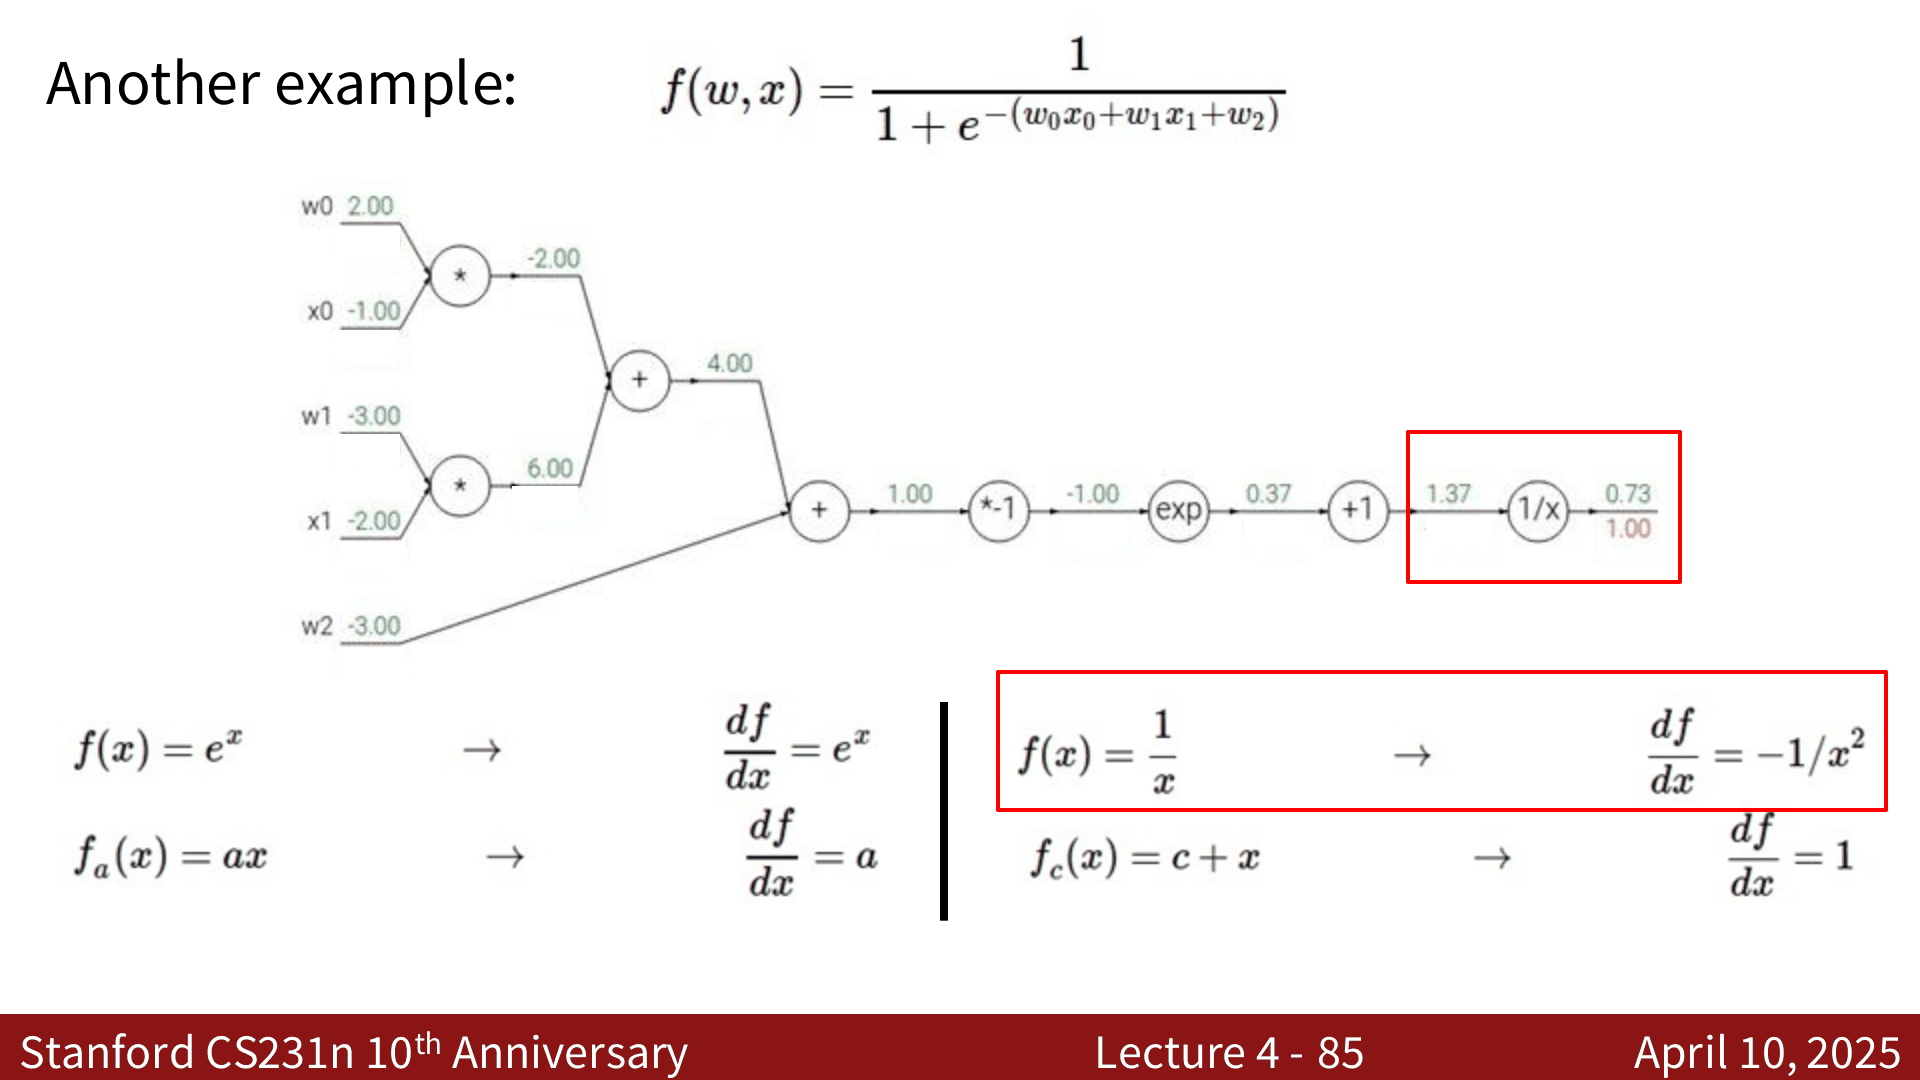 Another example: f(w, x) = 1 / (1 + e^{-(w_0x_0+w_1x_1+w_2)})
w0 2.00
-2.00
*
x0 -1.00
4.00
+
w1 -3.00
6.00
*
x1 -2.00
+ 1.00 *-1 -1.00 exp 0.37 +1 1.37 1/x 0.73
1.00
w2 -3.00
f(x) = e^x → df/dx = e^x
f_a(x) = ax → df/dx = a
f(x) = 1/x → df/dx = -1/x^2
f_c(x) = c + x → df/dx = 1
Stanford CS231n 10th Anniversary Lecture 4 - 85 April 10, 2025